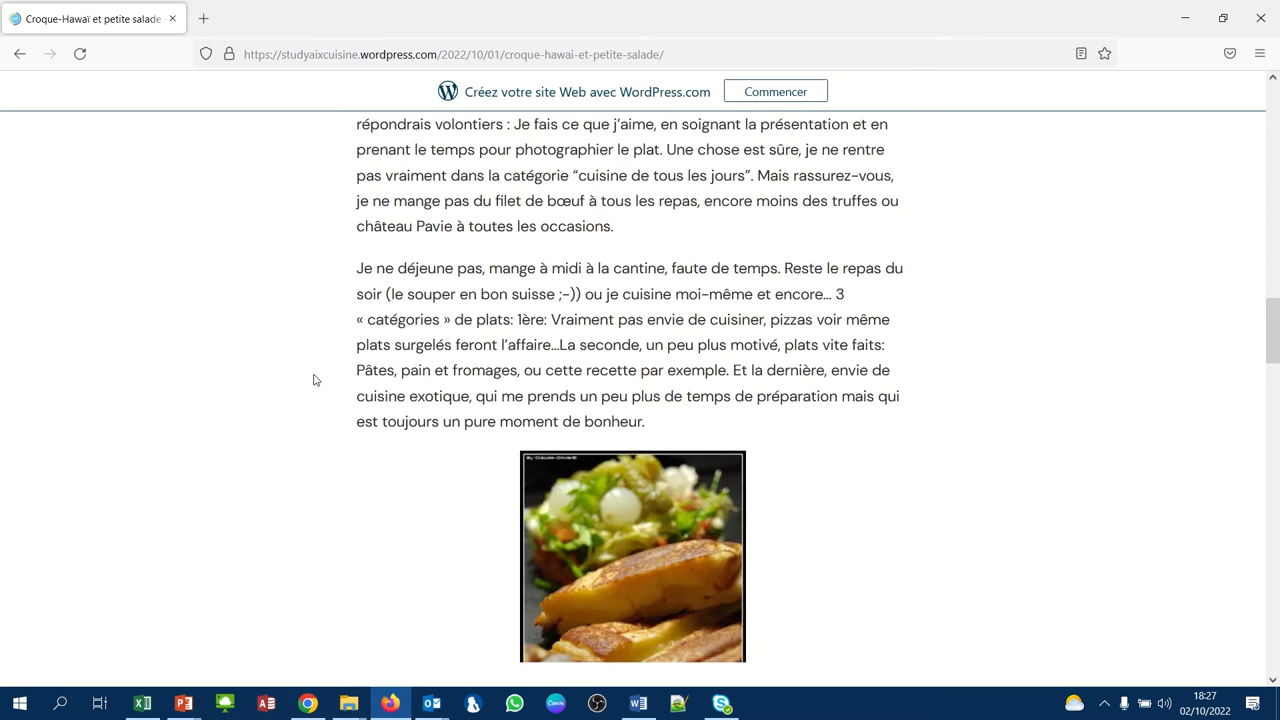 Croque-Hawaï et petite salade
https://studyaixcuisine.wordpress.com/2022/10/01/croque-hawai-et-petite-salade/
Créez votre site Web avec WordPress.com
Commencer
répondrais volontiers : Je fais ce que j’aime, en soignant la présentation et en
prenant le temps pour photographier le plat. Une chose est sûre, je ne rentre
pas vraiment dans la catégorie “cuisine de tous les jours”. Mais rassurez-vous,
je ne mange pas du filet de bœuf à tous les repas, encore moins des truffes ou
château Pavie à toutes les occasions.
Je ne déjeune pas, mange à midi à la cantine, faute de temps. Reste le repas du
soir (le souper en bon suisse ;-)) ou je cuisine moi-même et encore… 3
« catégories » de plats: 1ère: Vraiment pas envie de cuisiner, pizzas voir même
plats surgelés feront l’affaire…La seconde, un peu plus motivé, plats vite faits:
Pâtes, pain et fromages, ou cette recette par exemple. Et la dernière, envie de
cuisine exotique, qui me prends un peu plus de temps de préparation mais qui
est toujours un pure moment de bonheur.
18:27
02/10/2022